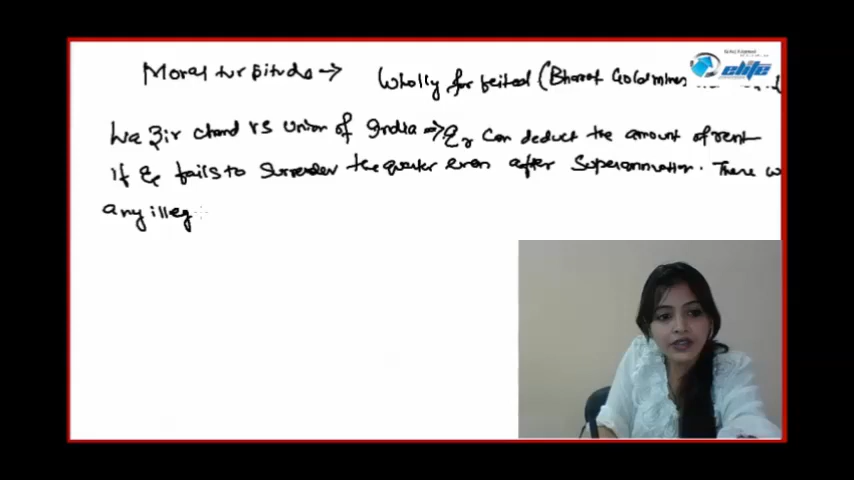 Moral turpitude → Wholly forfeited (Bharat Goldmines
elite
Wazir chand vs Union of India → Er can deduct the amount of rent
If Ee fails to Surrender the quarter even after Superannuation. There w
any illeg